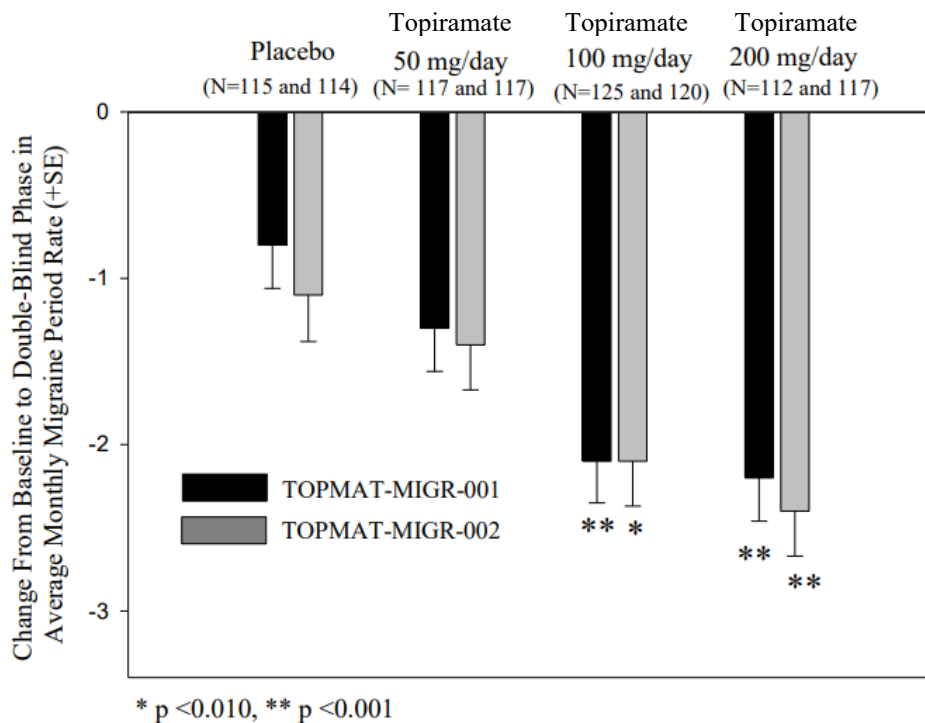 Placebo
(N=115 and 114)
Topiramate
50 mg/day
(N= 117 and 117)
Topiramate
100 mg/day
(N=125 and 120)
Topiramate
200 mg/day
(N=112 and 117)
Change From Baseline to Double-Blind Phase in
Average Monthly Migraine Period Rate (+SE)
0
-1
-2
-3
TOPMAT-MIGR-001
TOPMAT-MIGR-002
** *
**
**
* p <0.010, ** p <0.001